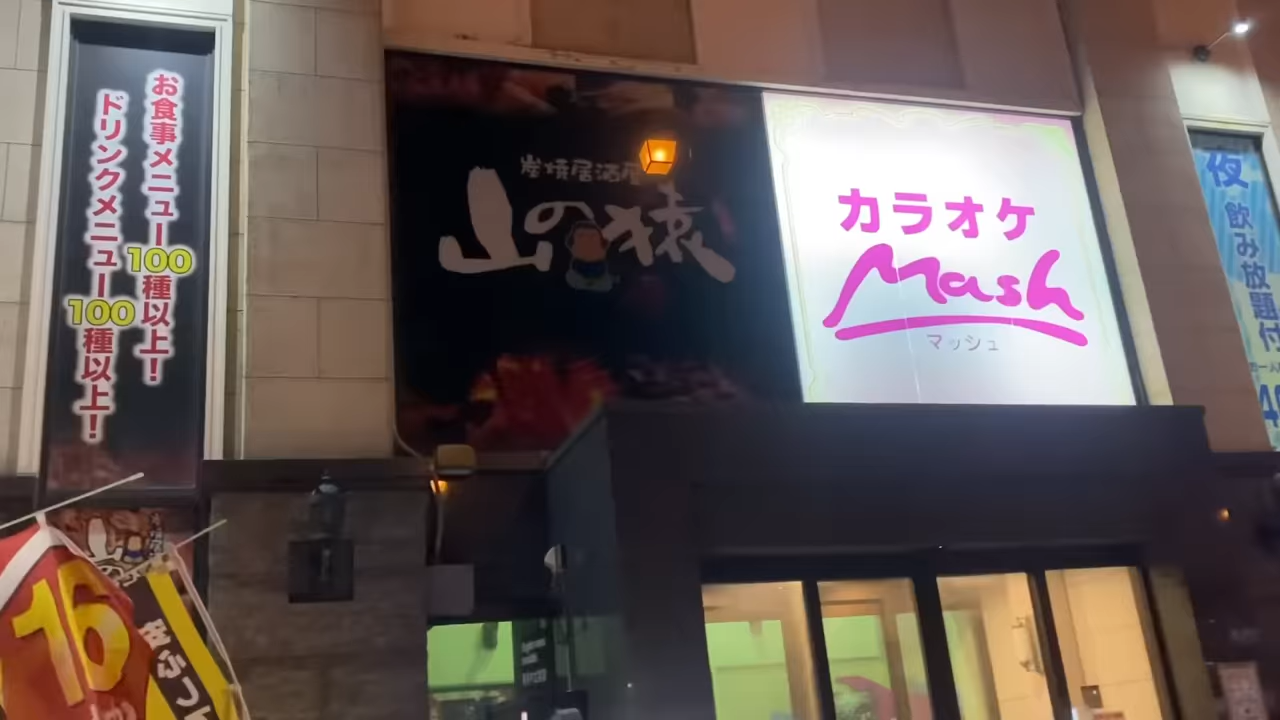 お食事メニュー100種以上!
ドリンクメニュー100種以上!
炭焼居酒屋
山の猿
カラオケ
Mash
マッシュ
夜
飲み放題付
16